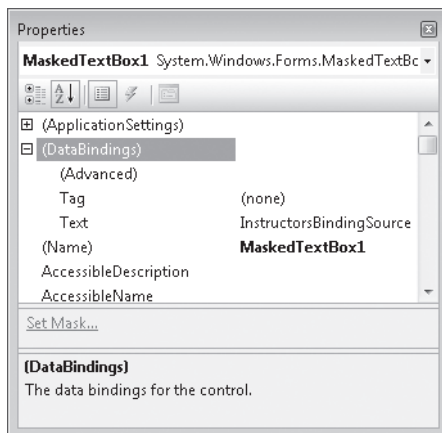 Properties
MaskedTextBox1 System.Windows.Forms.MaskedTextBc
(ApplicationSettings)
(DataBindings)
(Advanced)
Tag (none)
Text InstructorsBindingSource
(Name) MaskedTextBox1
AccessibleDescription
AccessibleName
Set Mask...
(DataBindings)
The data bindings for the control.